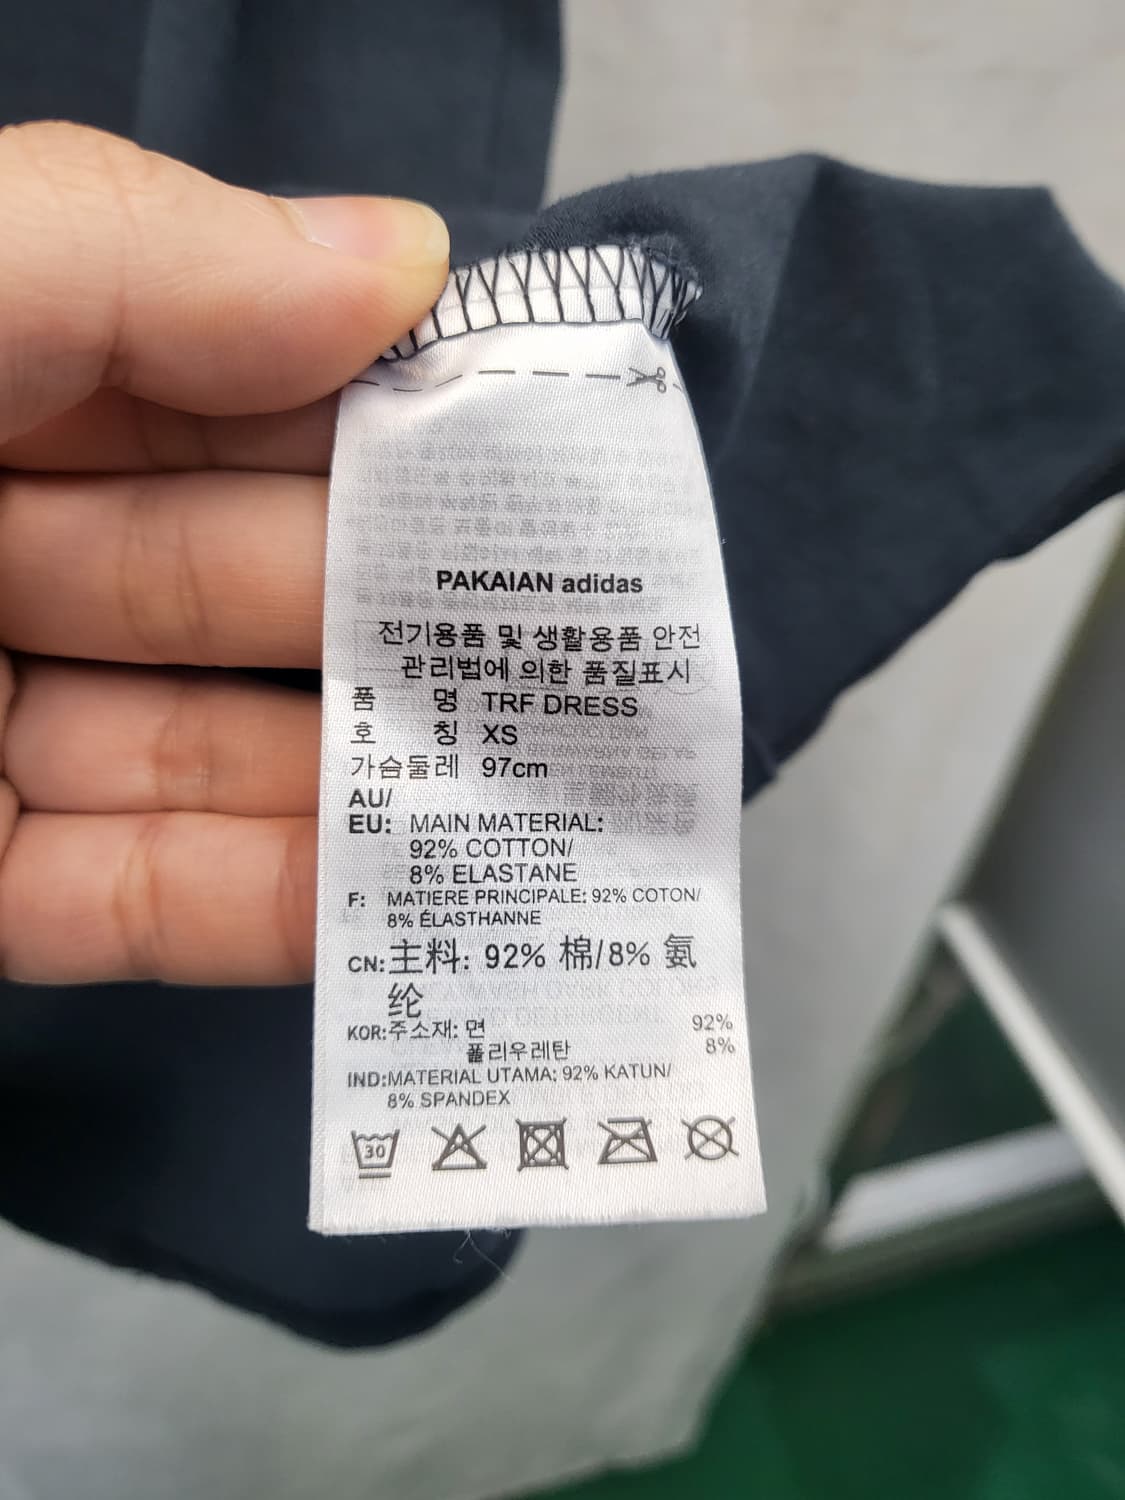 PAKAIAN adidas
전기용품 및 생활용품 안전
관리법에 의한 품질표시
품 명 TRF DRESS
호 칭 XS
가슴둘레 97cm
AU/
EU: MAIN MATERIAL:
92% COTTON/
8% ELASTANE
F: MATIERE PRINCIPALE: 92% COTON/
8% ÉLASTHANNE
CN: 主料: 92% 棉/8% 氨
纶
KOR: 주소재: 면 92%
폴리우레탄 8%
IND: MATERIAL UTAMA: 92% KATUN/
8% SPANDEX
30